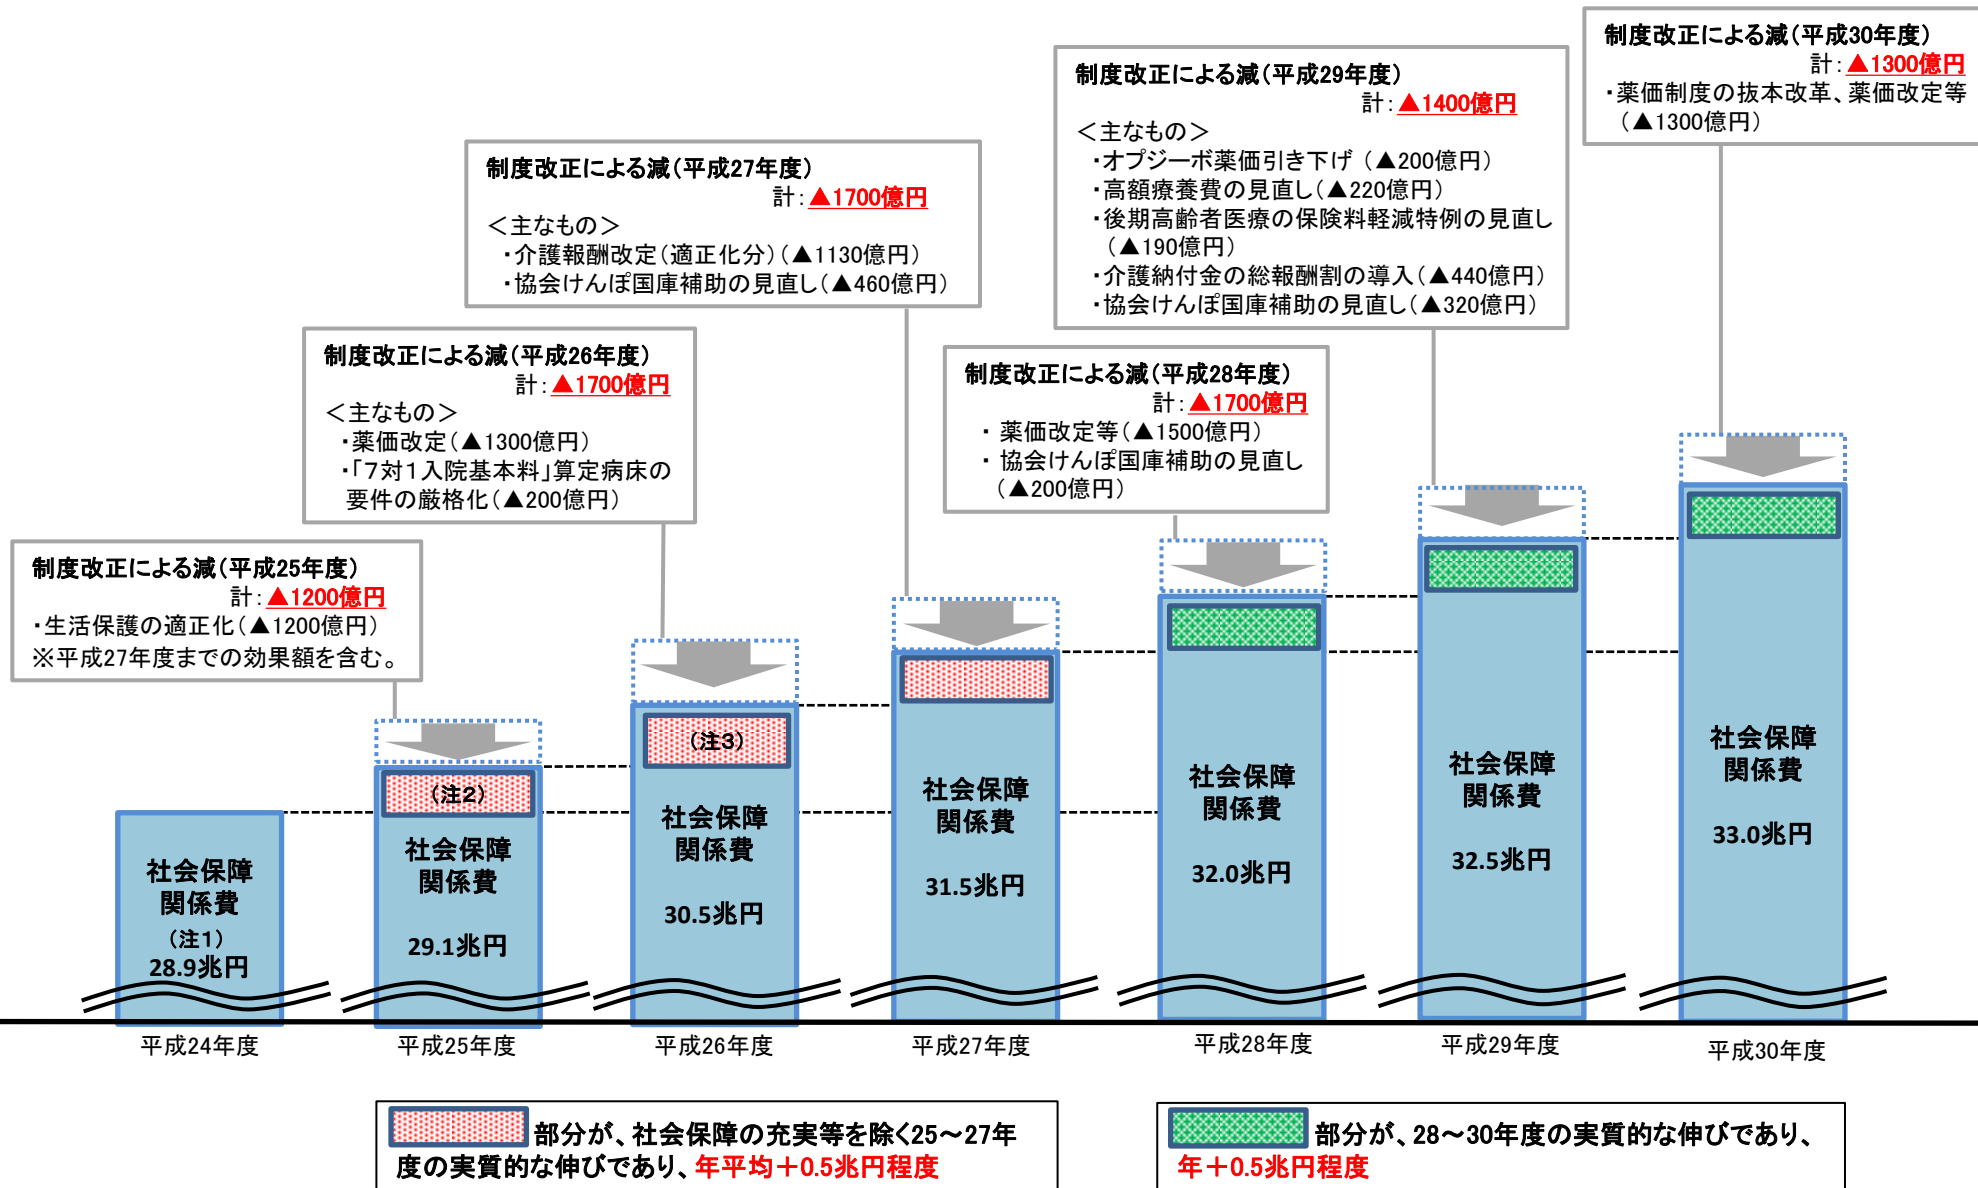 制度改正による減（平成25年度）
計：▲1200億円
・生活保護の適正化（▲1200億円）
※平成27年度までの効果額を含む。
制度改正による減（平成26年度）
計：▲1700億円
＜主なもの＞
・薬価改定（▲1300億円）
・「７対１入院基本料」算定病床の
要件の厳格化（▲200億円）
制度改正による減（平成27年度）
計：▲1700億円
＜主なもの＞
・介護報酬改定（適正化分）（▲1130億円）
・協会けんぽ国庫補助の見直し（▲460億円）
制度改正による減（平成28年度）
計：▲1700億円
・ 薬価改定等（▲1500億円）
・ 協会けんぽ国庫補助の見直し
（▲200億円）
制度改正による減（平成29年度）
計：▲1400億円
＜主なもの＞
・オプジーボ薬価引き下げ （▲200億円）
・高額療養費の見直し（▲220億円）
・後期高齢者医療の保険料軽減特例の見直し
（▲190億円）
・介護納付金の総報酬割の導入（▲440億円）
・協会けんぽ国庫補助の見直し（▲320億円）
制度改正による減（平成30年度）
計：▲1300億円
・薬価制度の抜本改革、薬価改定等
（▲1300億円）
社会保障
関係費
（注１）
28.9兆円
（注２）
社会保障
関係費
29.1兆円
（注３）
社会保障
関係費
30.5兆円
社会保障
関係費
31.5兆円
社会保障
関係費
32.0兆円
社会保障
関係費
32.5兆円
社会保障
関係費
33.0兆円
平成24年度
平成25年度
平成26年度
平成27年度
平成28年度
平成29年度
平成30年度
部分が、社会保障の充実等を除く25～27年
度の実質的な伸びであり、年平均＋0.5兆円程度
部分が、28～30年度の実質的な伸びであり、
年＋0.5兆円程度